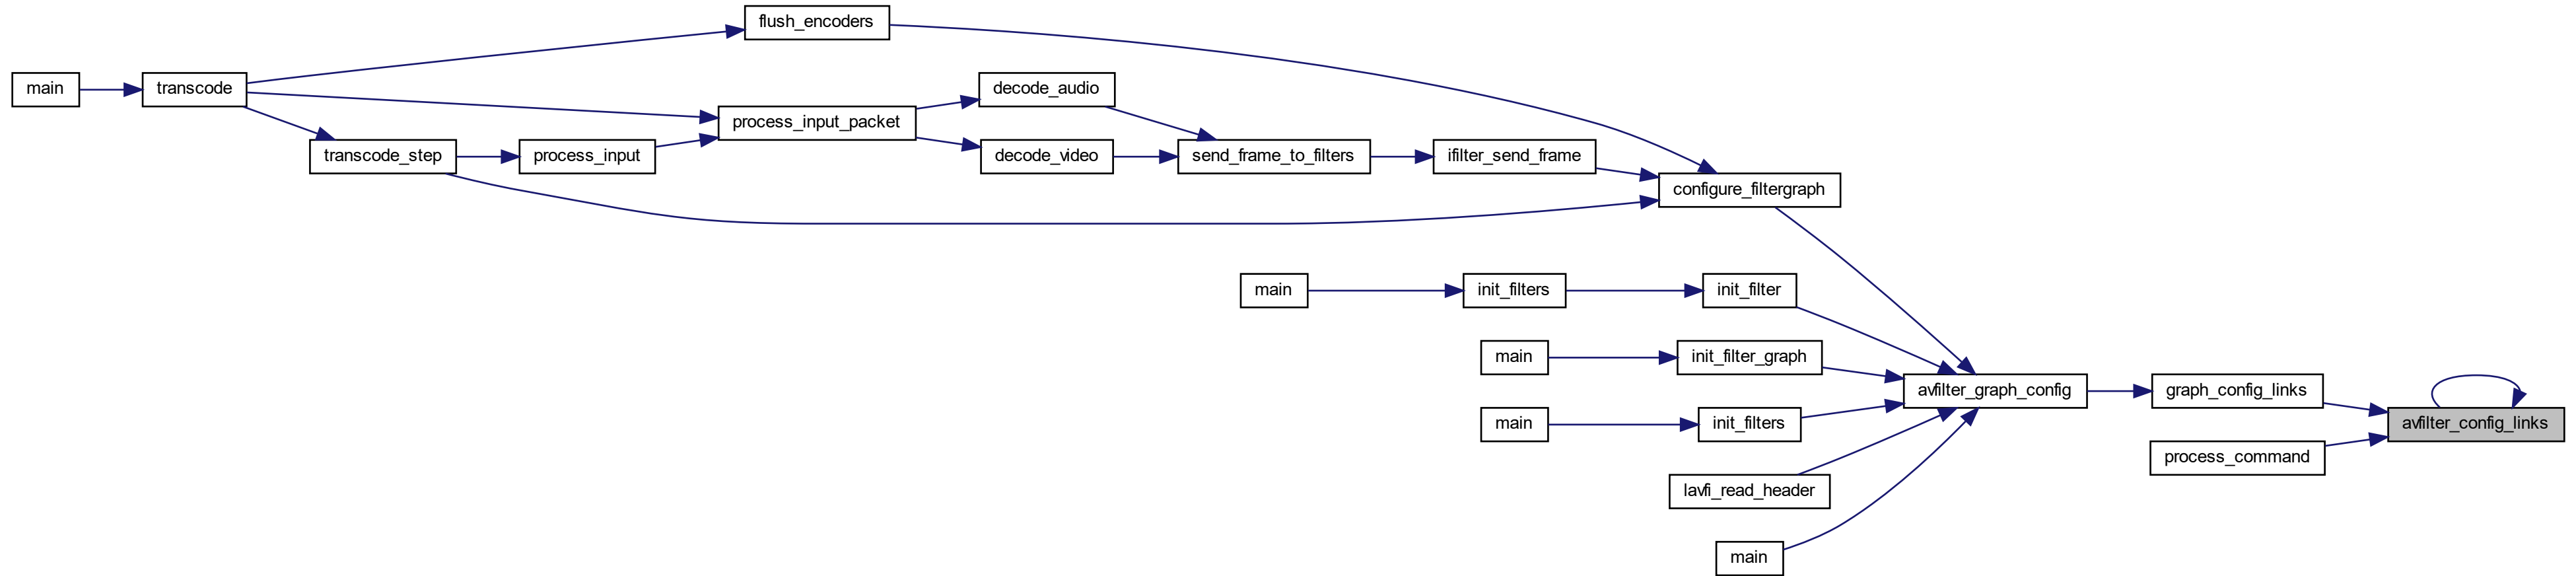 flush_encoders
main
transcode
decode_audio
process_input_packet
transcode_step
process_input
decode_video
send_frame_to_filters
ifilter_send_frame
configure_filtergraph
main
init_filters
init_filter
main
init_filter_graph
avfilter_graph_config
graph_config_links
main
init_filters
avfilter_config_links
process_command
lavfi_read_header
main